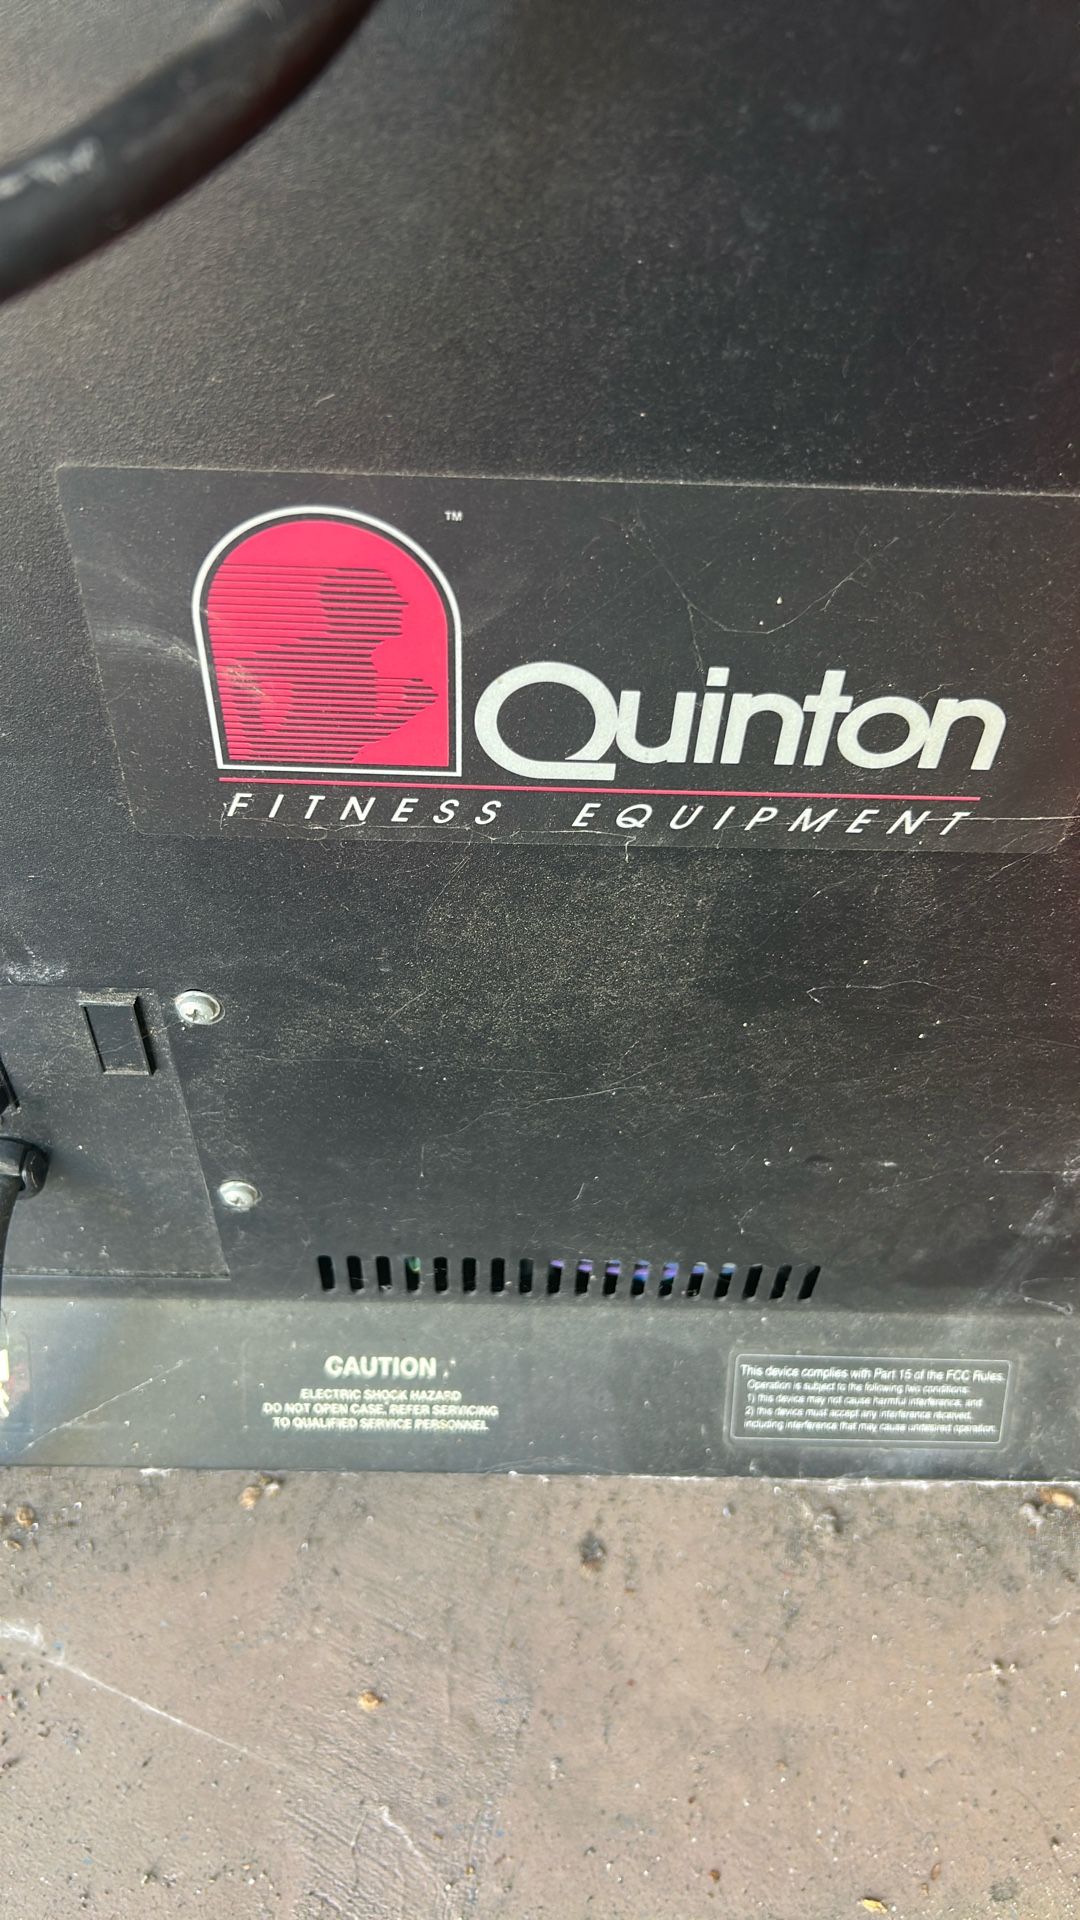 TM
Quinton
FITNESS EQUIPMENT
CAUTION
ELECTRIC SHOCK HAZARD
DO NOT OPEN CASE, REFER SERVICING
TO QUALIFIED SERVICE PERSONNEL
This device complies with Part 15 of the FCC Rules
Operation is subject to the following two conditions:
1) this device may not cause harmful interference, and
2) this device must accept any interference received,
including interference that may cause undesired operation.